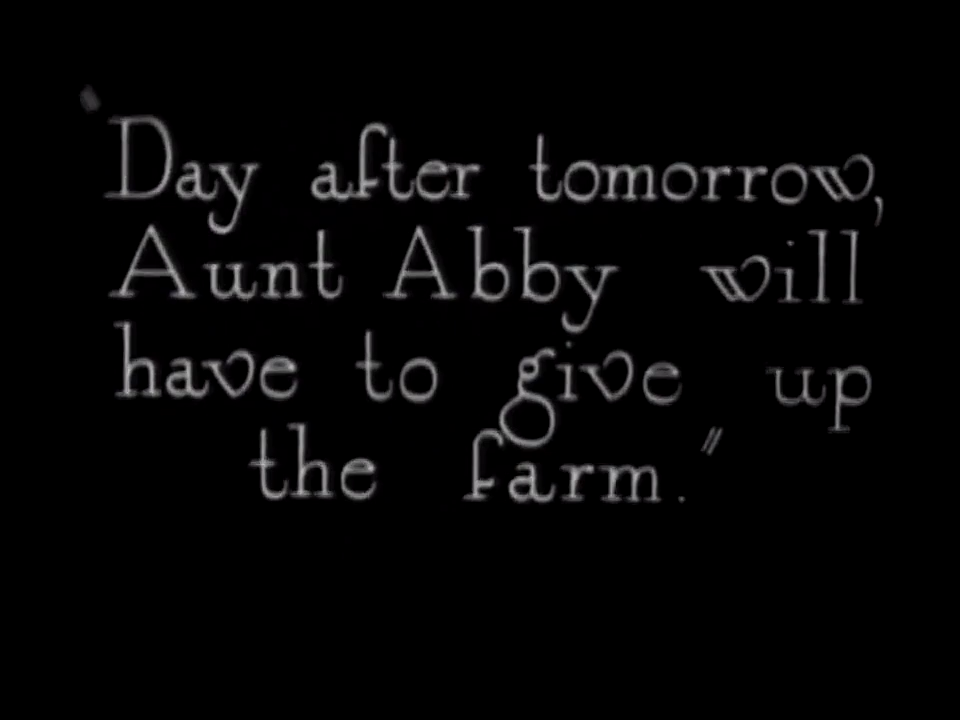 "Day after tomorrow,
Aunt Abby will
have to give up
the farm."